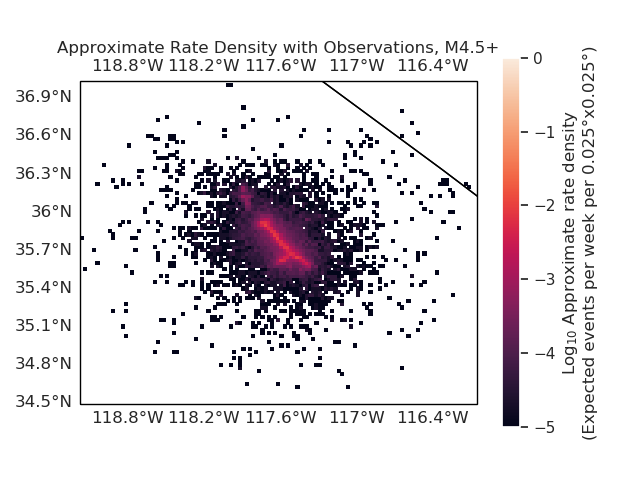 Approximate Rate Density with Observations, M4.5+
118.8°W 118.2°W 117.6°W 117°W 116.4°W
36.9°N
36.6°N
36.3°N
36°N
35.7°N
35.4°N
35.1°N
34.8°N
34.5°N
118.8°W 118.2°W 117.6°W 117°W 116.4°W
0
−1
−2
−3
−4
−5
Log₁₀ Approximate rate density
(Expected events per week per 0.025°x0.025°)